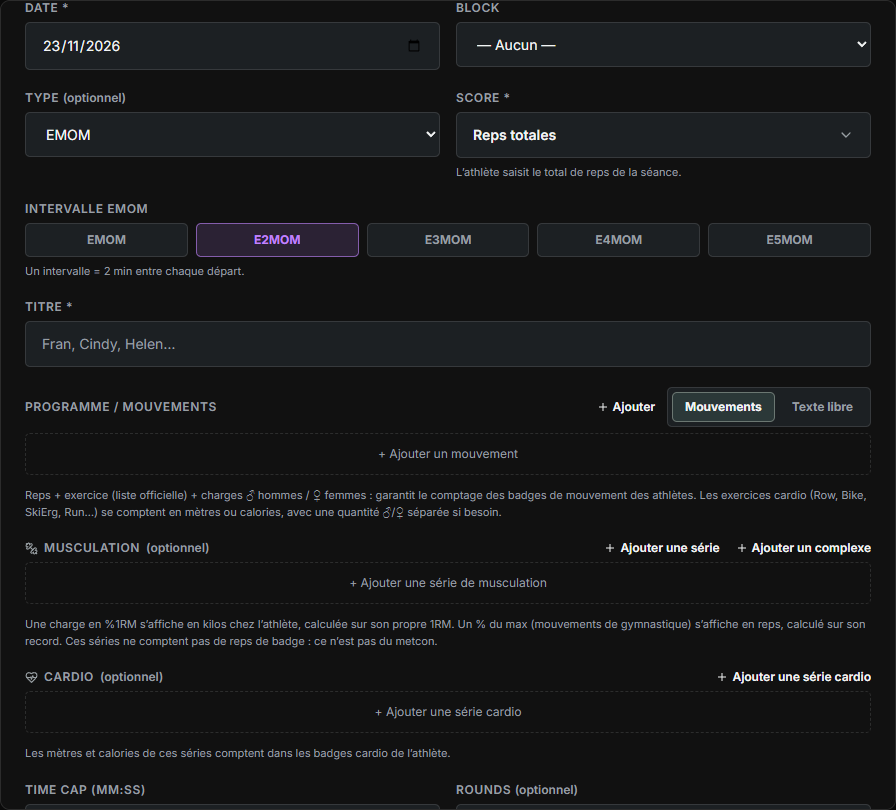 DATE *
BLOCK
23/11/2026
— Aucun —
TYPE (optionnel)
SCORE *
EMOM
Reps totales
L'athlète saisit le total de reps de la séance.
INTERVALLE EMOM
EMOM
E2MOM
E3MOM
E4MOM
E5MOM
Un intervalle = 2 min entre chaque départ.
TITRE *
Fran, Cindy, Helen...
PROGRAMME / MOUVEMENTS
+ Ajouter
Mouvements
Texte libre
+ Ajouter un mouvement
Reps + exercice (liste officielle) + charges ♂ hommes / ♀ femmes : garantit le comptage des badges de mouvement des athlètes. Les exercices cardio (Row, Bike,
SkiErg, Run…) se comptent en mètres ou calories, avec une quantité ♂/♀ séparée si besoin.
MUSCULATION (optionnel)
+ Ajouter une série
+ Ajouter un complexe
+ Ajouter une série de musculation
Une charge en %1RM s'affiche en kilos chez l'athlète, calculée sur son propre 1RM. Un % du max (mouvements de gymnastique) s'affiche en reps, calculé sur son
record. Ces séries ne comptent pas de reps de badge : ce n'est pas du metcon.
CARDIO (optionnel)
+ Ajouter une série cardio
+ Ajouter une série cardio
Les mètres et calories de ces séries comptent dans les badges cardio de l'athlète.
TIME CAP (MM:SS)
ROUNDS (optionnel)